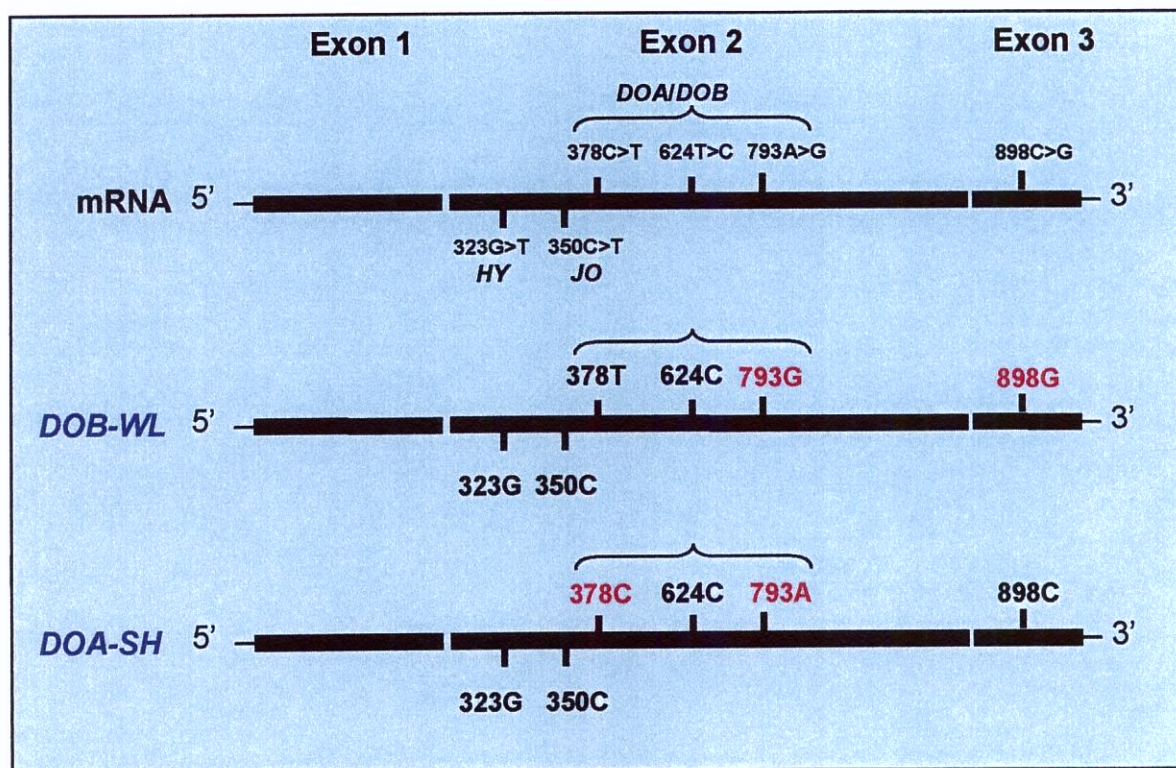 Exon 1 Exon 2 Exon 3
DOA/DOB
378C>T 624T>C 793A>G 898C>G
mRNA 5’ 3’
323G>T 350C>T
HY JO
378T 624C 793G 898G
DOB-WL 5’ 3’
323G 350C
378C 624C 793A 898C
DOA-SH 5’ 3’
323G 350C